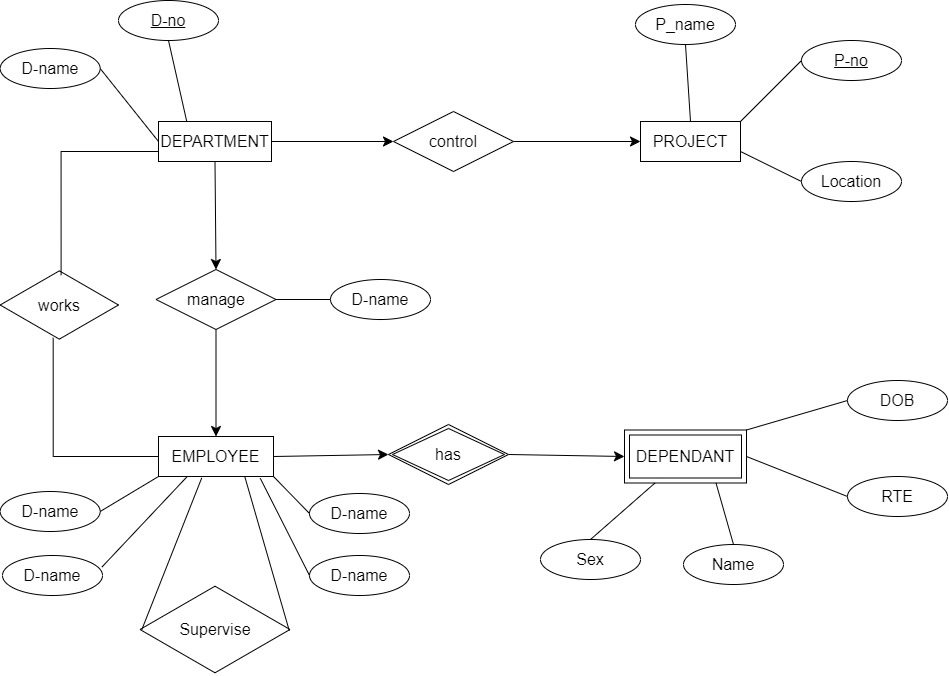 D-no
P_name
D-name
P-no
DEPARTMENT
control
PROJECT
Location
works
manage
D-name
DOB
EMPLOYEE
has
DEPENDANT
RTE
D-name
D-name
D-name
D-name
Sex
Name
Supervise